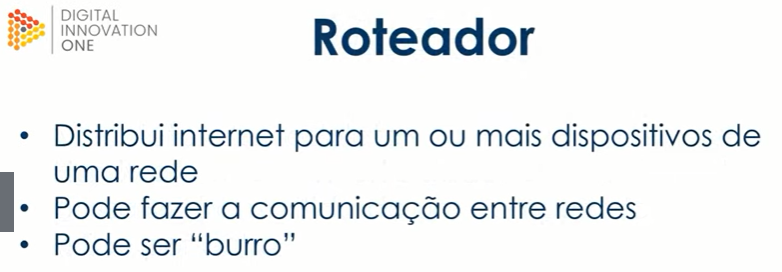 DIGITAL
INNOVATION
ONE
Roteador
• Distribui internet para um ou mais dispositivos de
uma rede
• Pode fazer a comunicação entre redes
• Pode ser “burro”